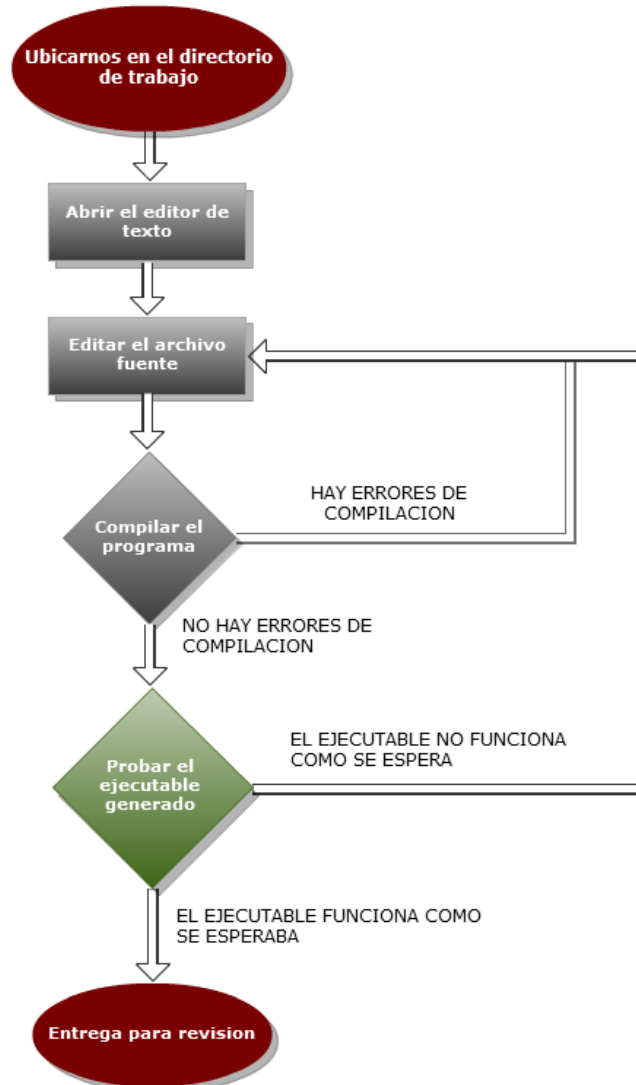 Ubicarnos en el directorio
de trabajo
Abrir el editor de
texto
Editar el archivo
fuente
HAY ERRORES DE
COMPILACION
Compilar el
programa
NO HAY ERRORES DE
COMPILACION
EL EJECUTABLE NO FUNCIONA
COMO SE ESPERA
Probar el
ejecutable
generado
EL EJECUTABLE FUNCIONA COMO
SE ESPERABA
Entrega para revision